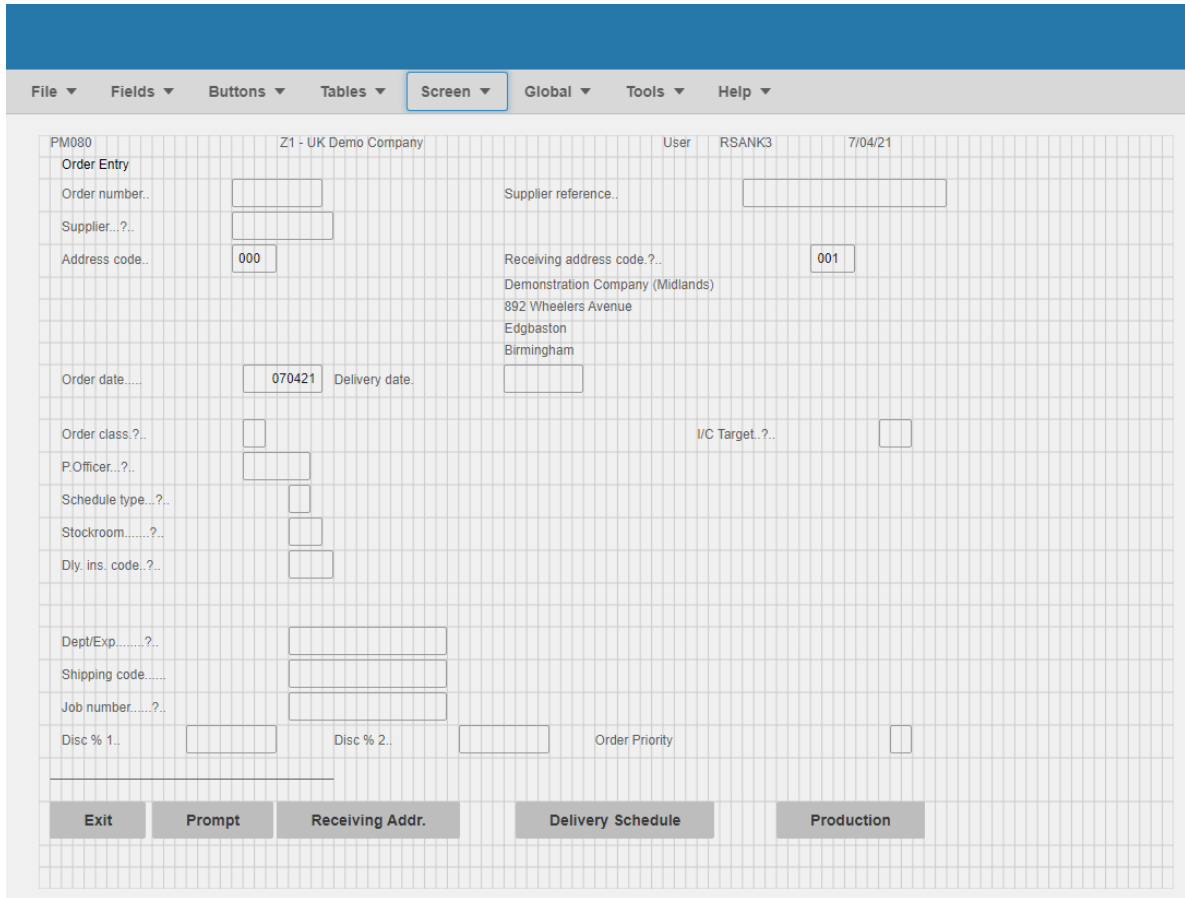 File Fields Buttons Tables Screen Global Tools Help
PM080 Z1 - UK Demo Company User RSANK3 7/04/21
Order Entry
Order number.. Supplier reference..
Supplier...?..
Address code.. 000 Receiving address code.?.. 001
Demonstration Company (Midlands)
892 Wheelers Avenue
Edgbaston
Birmingham
Order date..... 070421 Delivery date.
Order class.?.. I/C Target..?..
P.Officer...?..
Schedule type...?..
Stockroom.......?..
Dly. ins. code..?..
Dept/Exp........?..
Shipping code......
Job number......?..
Disc % 1.. Disc % 2.. Order Priority
Exit Prompt Receiving Addr. Delivery Schedule Production